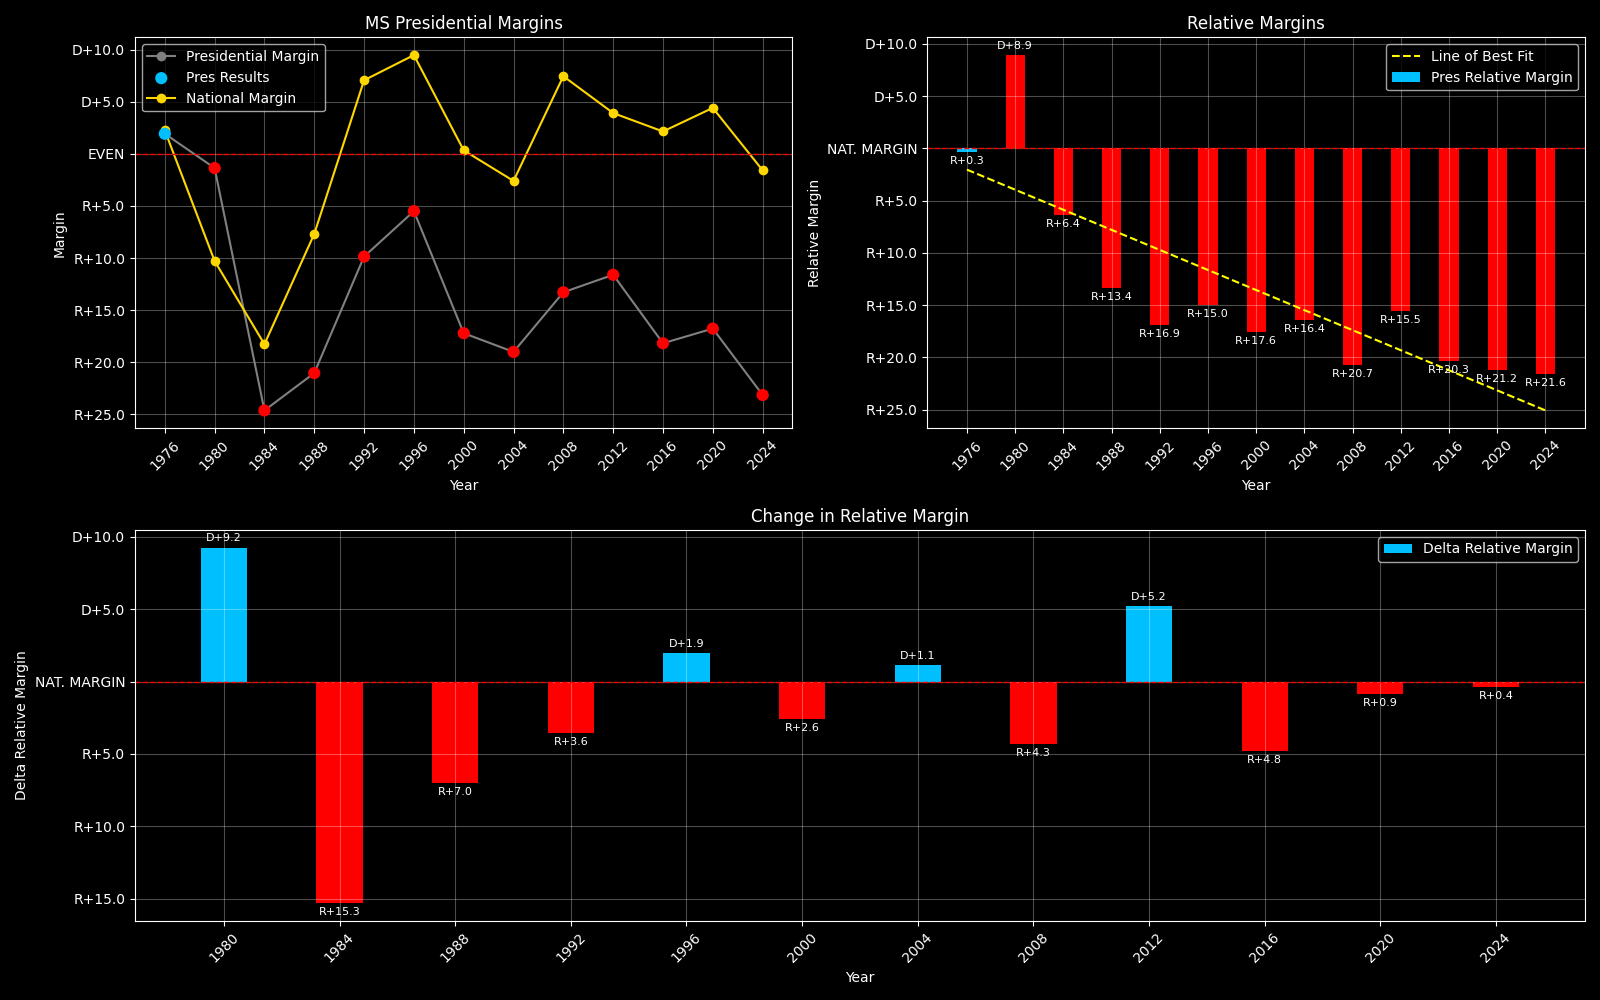 MS Presidential Margins
Presidential Margin
Pres Results
National Margin
D+10.0
D+5.0
EVEN
R+5.0
R+10.0
R+15.0
R+20.0
R+25.0
Margin
1976
1980
1984
1988
1992
1996
2000
2004
2008
2012
2016
2020
2024
Year
Relative Margins
Line of Best Fit
Pres Relative Margin
D+10.0
D+5.0
NAT. MARGIN
R+5.0
R+10.0
R+15.0
R+20.0
R+25.0
Relative Margin
R+0.3
D+8.9
R+6.4
R+13.4
R+16.9
R+15.0
R+17.6
R+16.4
R+20.7
R+15.5
R+20.3
R+21.2
R+21.6
1976
1980
1984
1988
1992
1996
2000
2004
2008
2012
2016
2020
2024
Year
Change in Relative Margin
Delta Relative Margin
D+10.0
D+5.0
NAT. MARGIN
R+5.0
R+10.0
R+15.0
Delta Relative Margin
D+9.2
R+15.3
R+7.0
R+3.6
D+1.9
R+2.6
D+1.1
R+4.3
D+5.2
R+4.8
R+0.9
R+0.4
1980
1984
1988
1992
1996
2000
2004
2008
2012
2016
2020
2024
Year